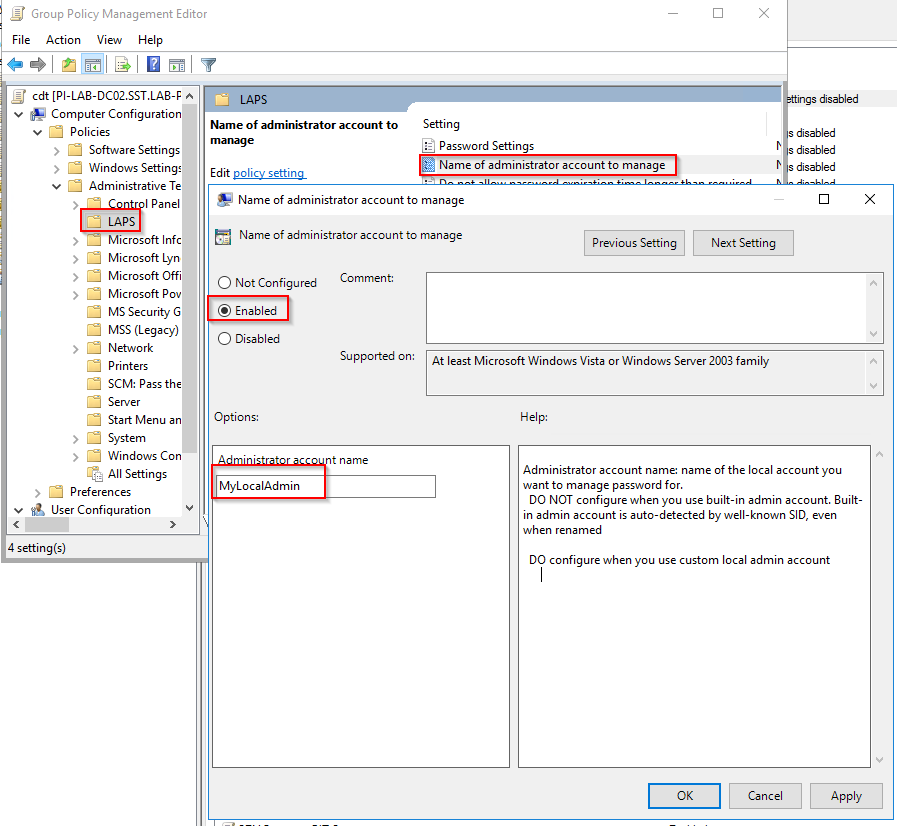 Group Policy Management Editor
File Action View Help
cdt [PI-LAB-DC02.SST.LAB-P
Computer Configuration
Policies
Software Settings
Windows Settings
Administrative Te
Control Panel
LAPS
Microsoft Info
Microsoft Lyn
Microsoft Offi
Microsoft Pow
MS Security G
MSS (Legacy)
Network
Printers
SCM: Pass the
Server
Start Menu an
System
Windows Con
All Settings
Preferences
User Configuration
4 setting(s)
LAPS
Name of administrator account to
manage
Edit policy setting
Setting
Password Settings
Name of administrator account to manage
Do not allow password expiration time longer than required
ettings disabled
gs disabled
gs disabled
gs disabled
gs disabled
Name of administrator account to manage
Name of administrator account to manage
Previous Setting
Next Setting
Not Configured
Enabled
Disabled
Comment:
Supported on:
At least Microsoft Windows Vista or Windows Server 2003 family
Options:
Help:
Administrator account name
MyLocalAdmin
Administrator account name: name of the local account you
want to manage password for.
DO NOT configure when you use built-in admin account. Built-
in admin account is auto-detected by well-known SID, even
when renamed
DO configure when you use custom local admin account
OK
Cancel
Apply